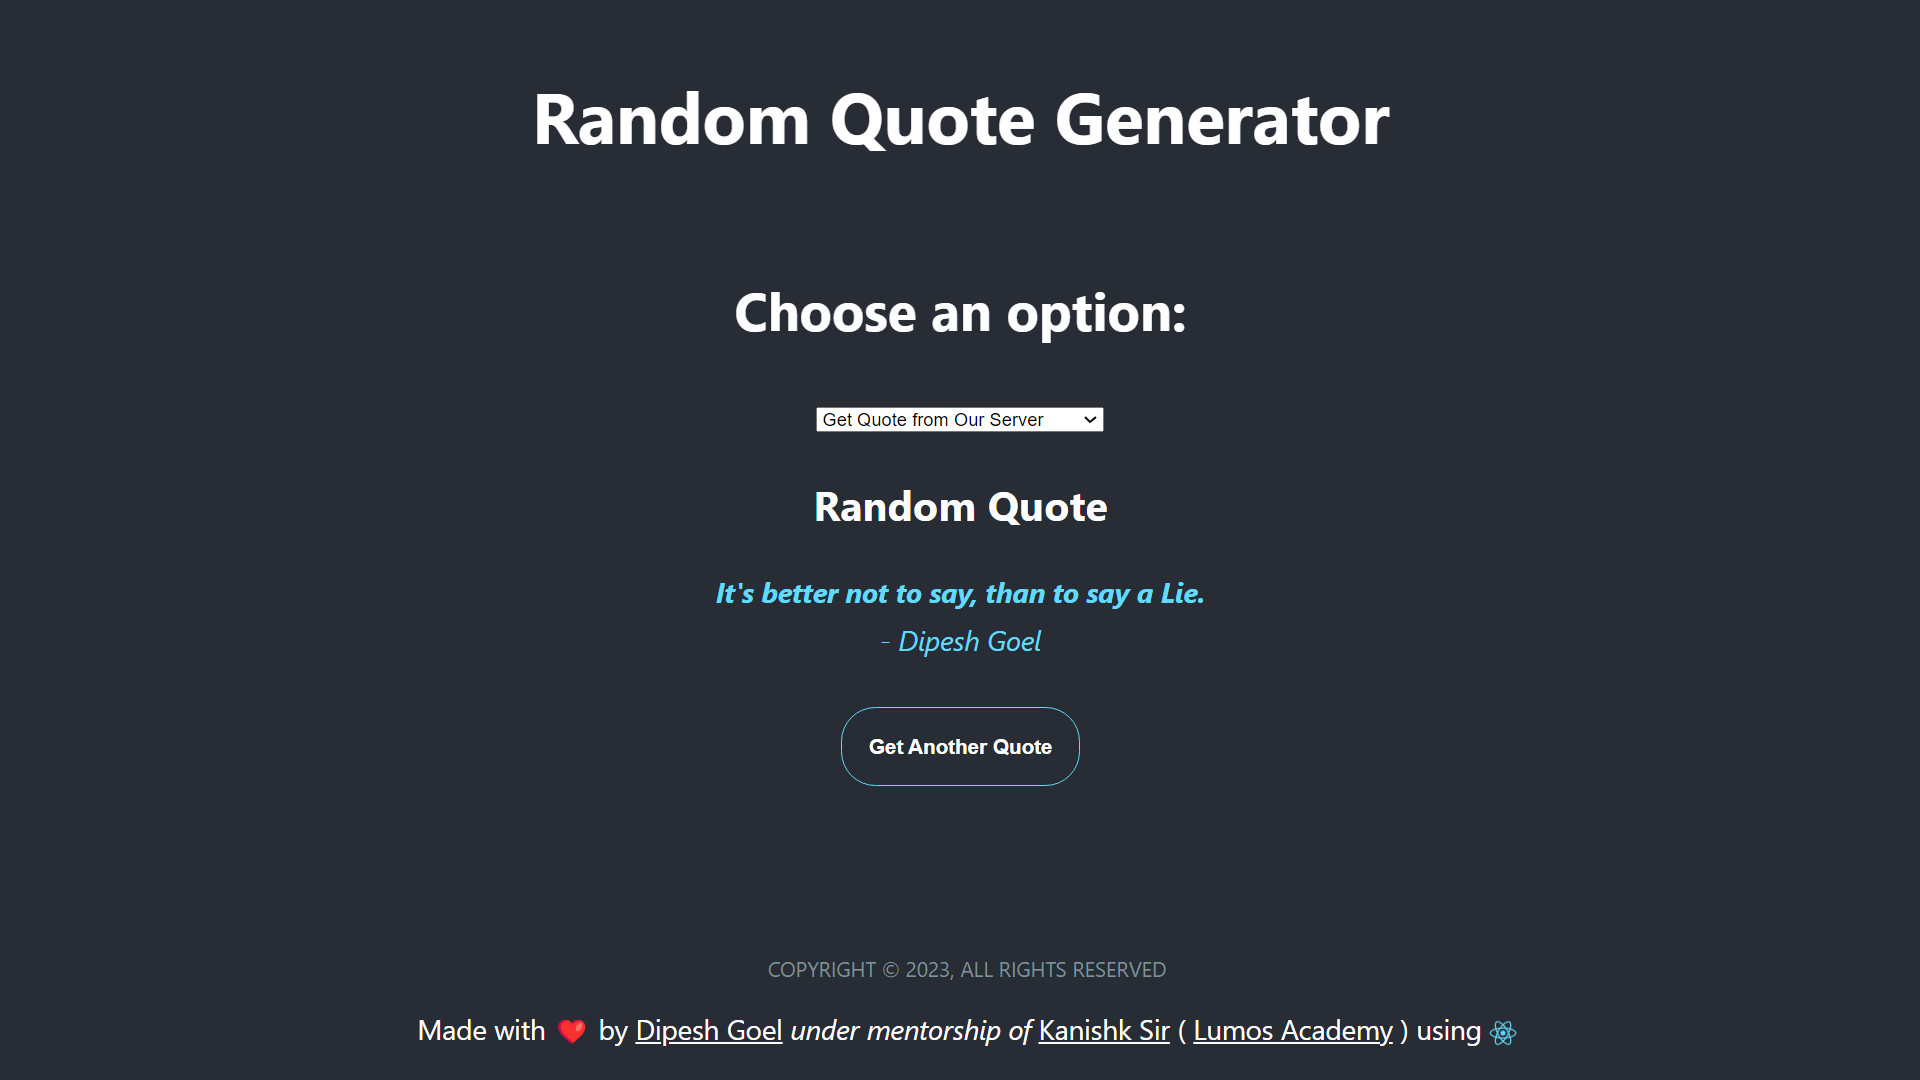 Random Quote Generator
Choose an option:
Get Quote from Our Server
Random Quote
It's better not to say, than to say a Lie.
- Dipesh Goel
Get Another Quote
COPYRIGHT © 2023, ALL RIGHTS RESERVED
Made with ❤️ by Dipesh Goel under mentorship of Kanishk Sir ( Lumos Academy ) using